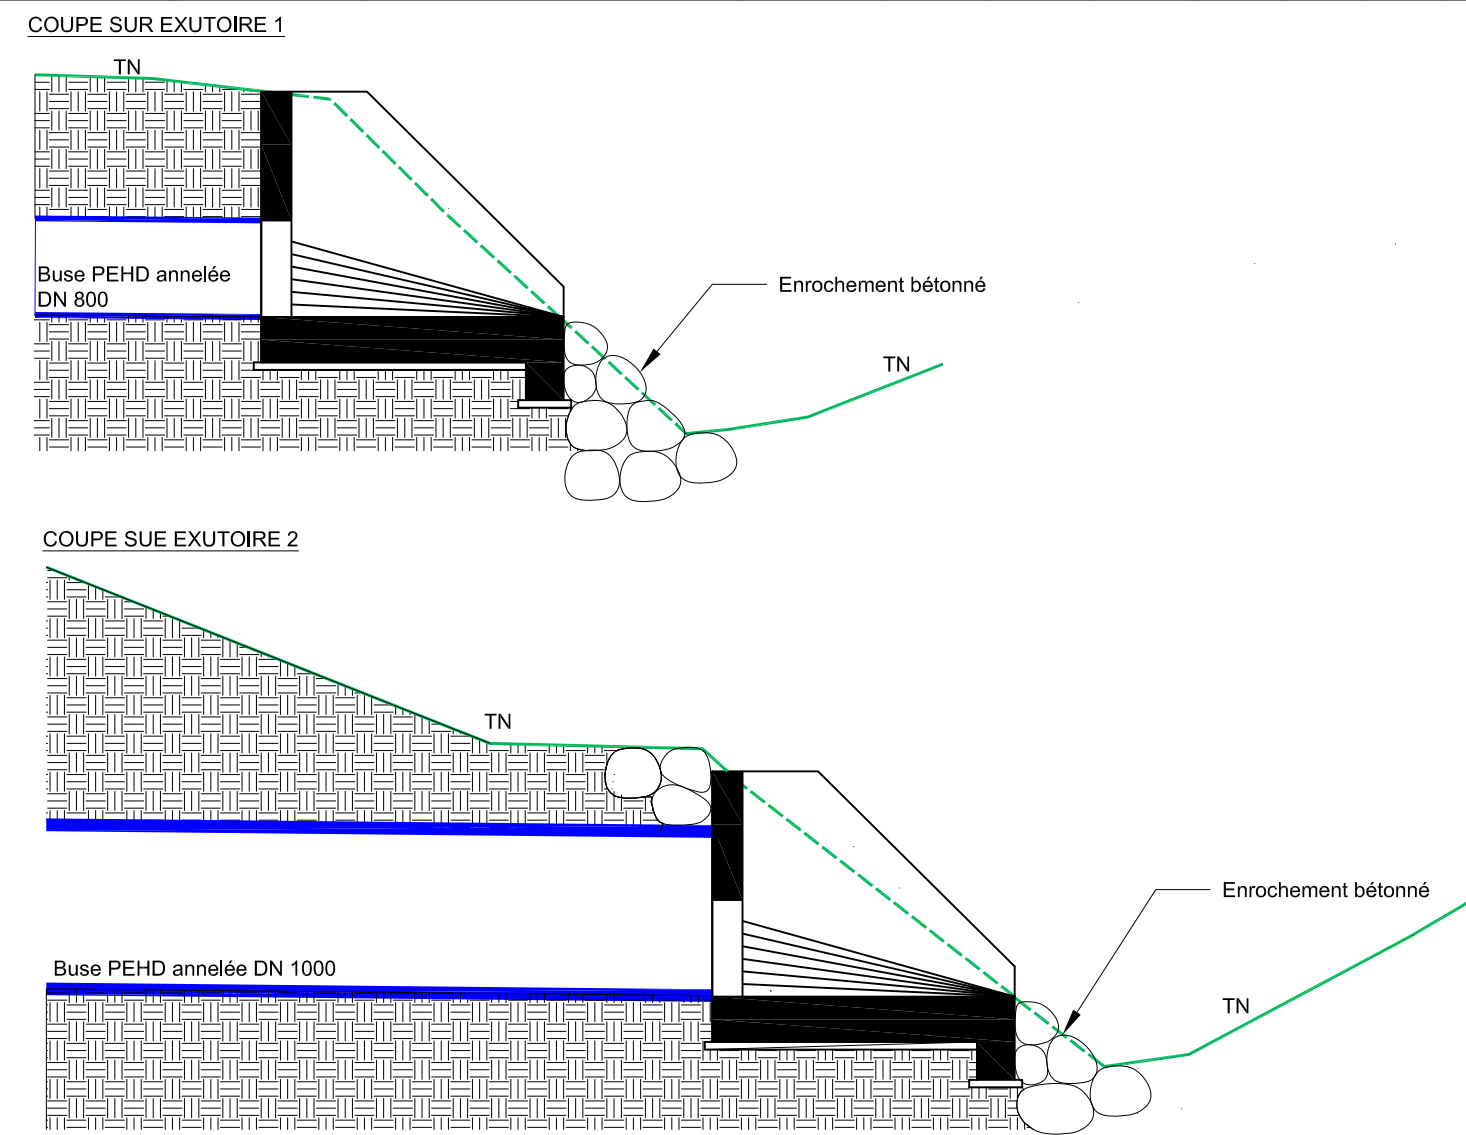 COUPE SUR EXUTOIRE 1
TN
Buse PEHD annelée
DN 800
Enrochement bétonné
TN
COUPE SUE EXUTOIRE 2
TN
Enrochement bétonné
Buse PEHD annelée DN 1000
TN